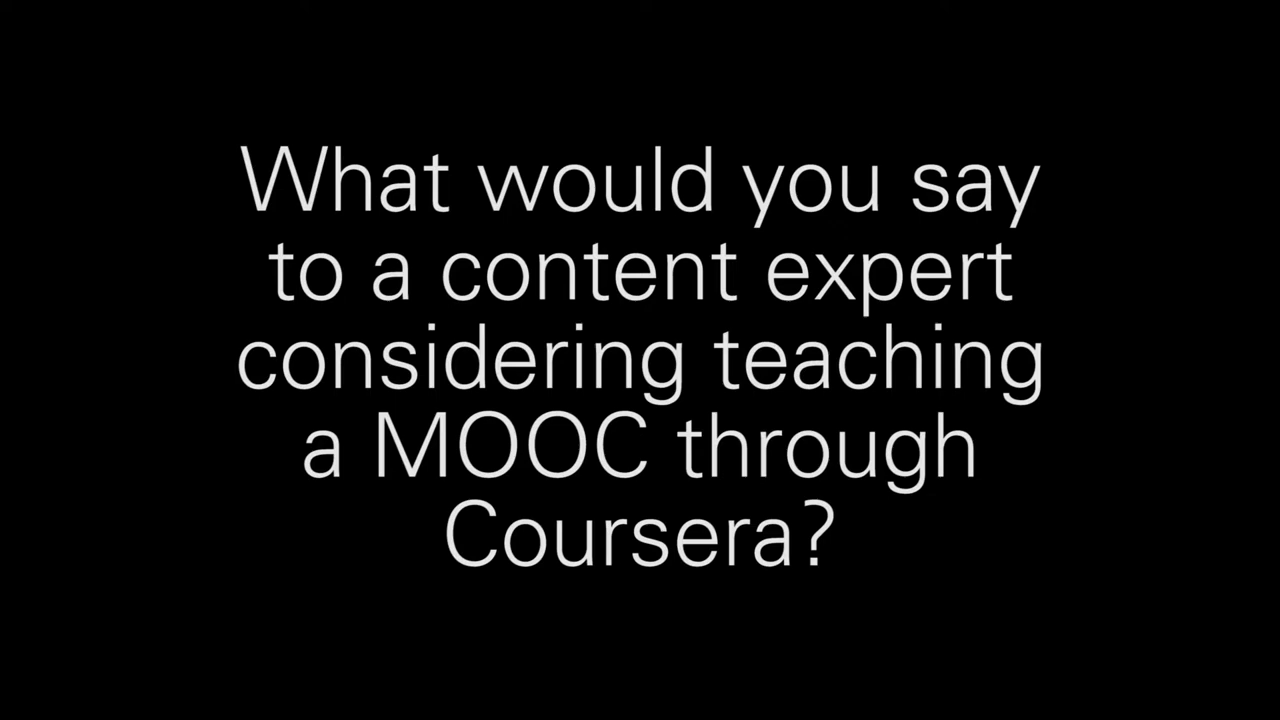 What would you say
to a content expert
considering teaching
a MOOC through
Coursera?